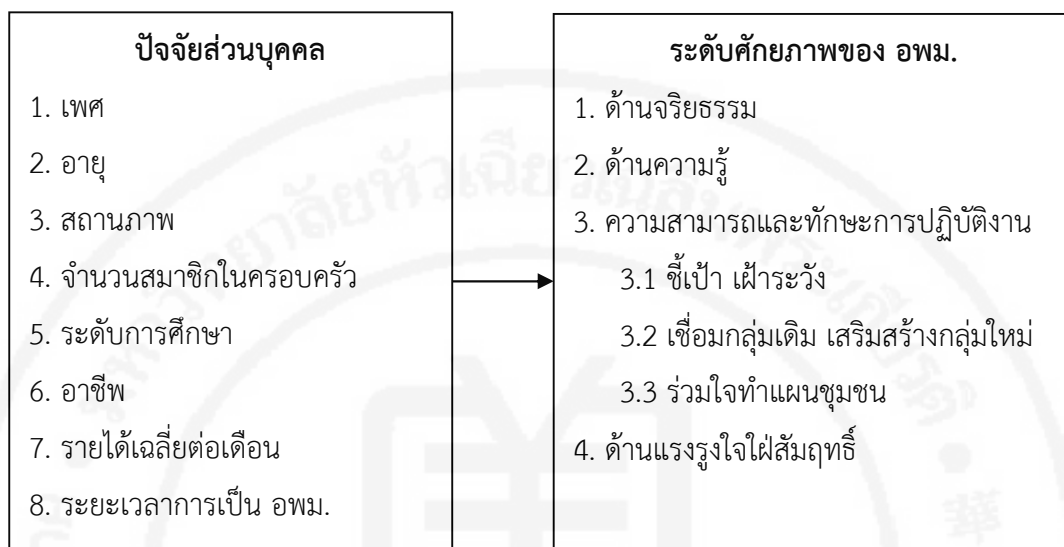 ปัจจัยส่วนบุคคล
1. เพศ
2. อายุ
3. สถานภาพ
4. จำนวนสมาชิกในครอบครัว
5. ระดับการศึกษา
6. อาชีพ
7. รายได้เฉลี่ยต่อเดือน
8. ระยะเวลาการเป็น อพม.
ระดับศักยภาพของ อพม.
1. ด้านจริยธรรม
2. ด้านความรู้
3. ความสามารถและทักษะการปฏิบัติงาน
3.1 ชี้เป้า เฝ้าระวัง
3.2 เชื่อมกลุ่มเดิม เสริมสร้างกลุ่มใหม่
3.3 ร่วมใจทำแผนชุมชน
4. ด้านแรงรูงใจใฝ่สัมฤทธิ์